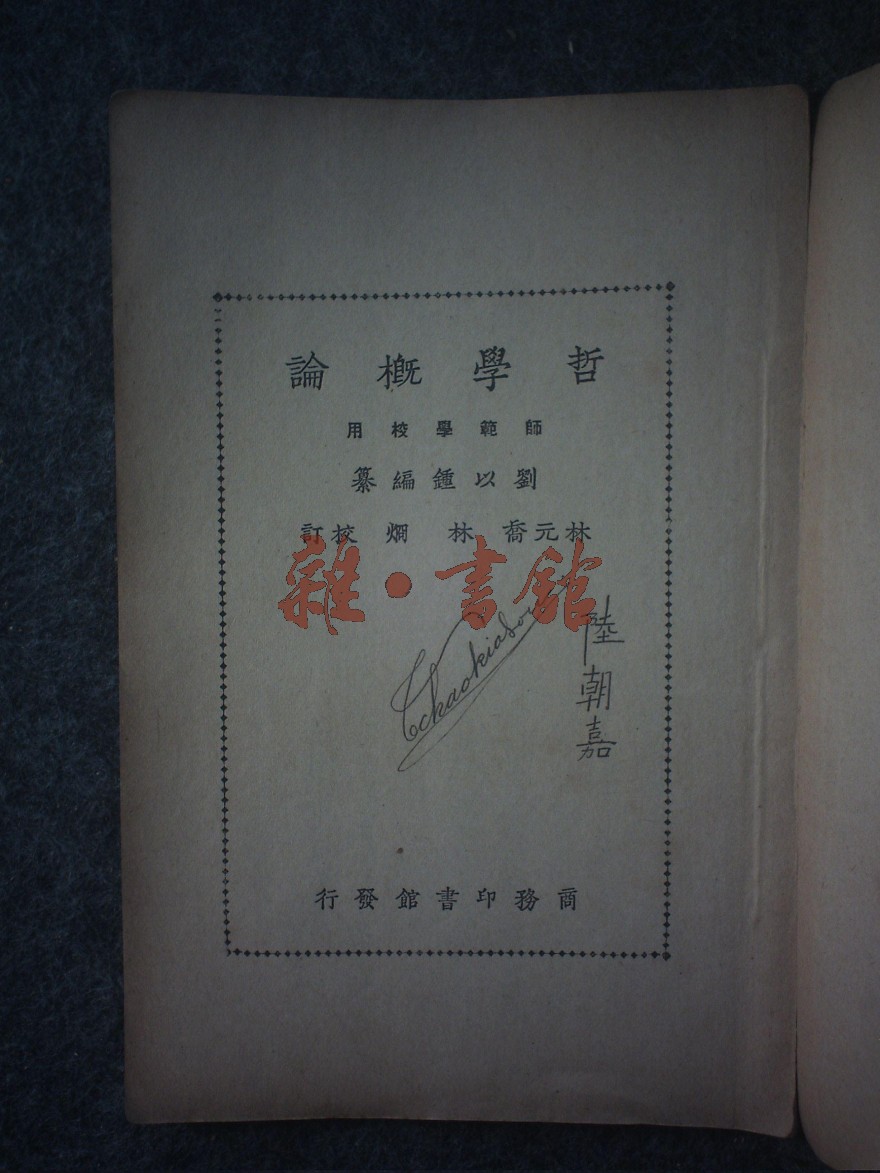 哲學概論
師範學校用
劉以鍾編纂
林元喬 林烱校訂
雜·書館
陸朝嘉
商務印書館發行